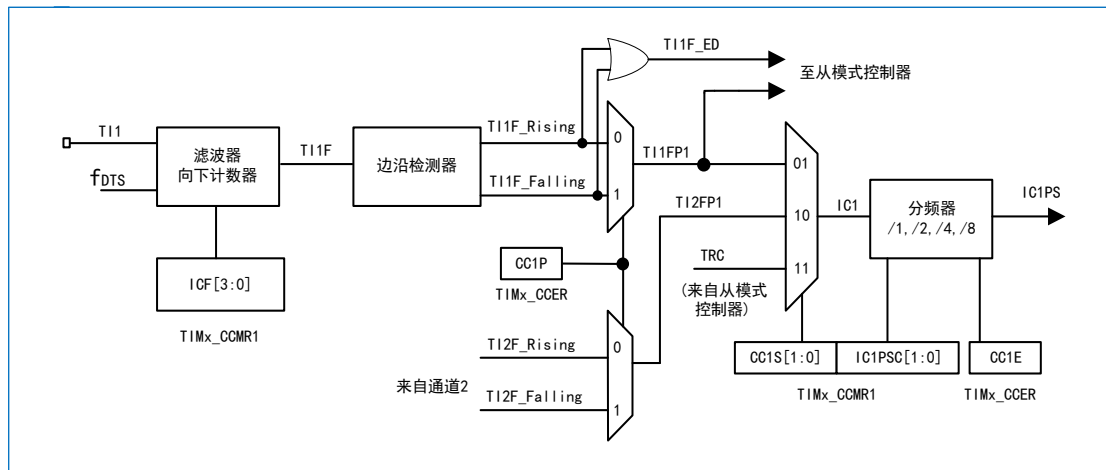 TI1F_ED
至从模式控制器
TI1
fDTS
滤波器
向下计数器
TI1F
边沿检测器
TI1F_Rising
TI1F_Falling
0
1
TI1FP1
TI2FP1
TRC
(来自从模式
控制器)
01
10
11
IC1
分频器
/1,/2,/4,/8
IC1PS
ICF[3:0]
TIMx_CCMR1
CC1P
TIMx_CCER
TI2F_Rising
来自通道2
TI2F_Falling
0
1
CC1S[1:0]
IC1PSC[1:0]
CC1E
TIMx_CCMR1
TIMx_CCER